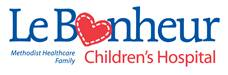 Le Bonheur
Methodist Healthcare
Family
Children's Hospital